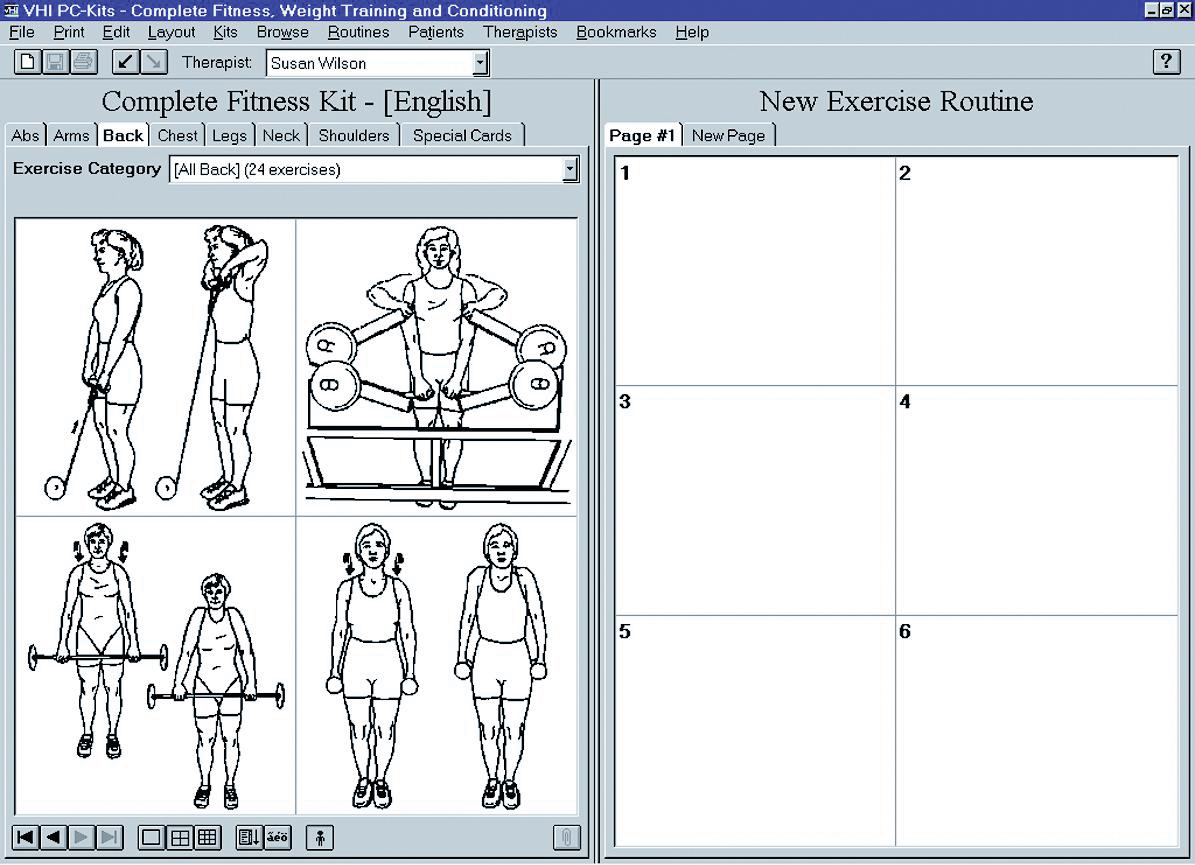 VHI PC-Kits - Complete Fitness, Weight Training and Conditioning
File Print Edit Layout Kits Browse Routines Patients Therapists Bookmarks Help
Therapist: Susan Wilson ?
Complete Fitness Kit - [English]
Abs Arms Back Chest Legs Neck Shoulders Special Cards
Exercise Category [All Back] (24 exercises)
New Exercise Routine
Page #1 New Page
1 2
3 4
5 6
ãéö